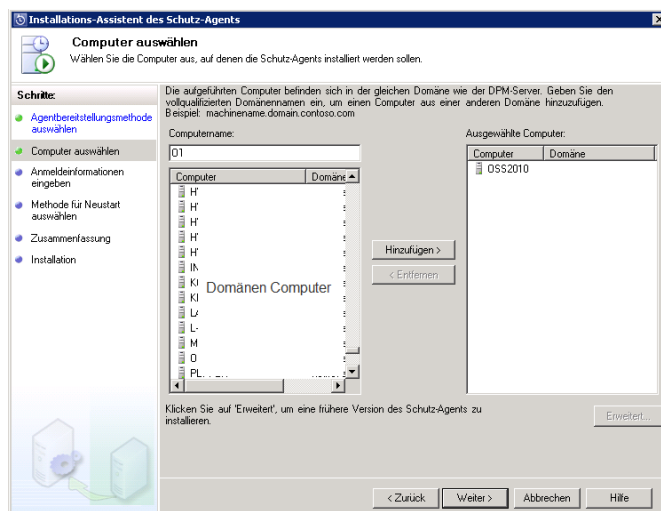 Installations-Assistent des Schutz-Agents
Computer auswählen
Wählen Sie die Computer aus, auf denen die Schutz-Agents installiert werden sollen.
Schritte:
Agentbereitstellungsmethode
auswählen
Computer auswählen
Anmeldeinformationen
eingeben
Methode für Neustart
auswählen
Zusammenfassung
Installation
Die aufgeführten Computer befinden sich in der gleichen Domäne wie der DPM-Server. Geben Sie den
vollqualifizierten Domänennamen ein, um einen Computer aus einer anderen Domäne hinzuzufügen.
Beispiel: machinename.domain.contoso.com
Computername:
01
Computer Domäne
Domänen Computer
Hinzufügen >
< Entfernen
Ausgewählte Computer:
Computer Domäne
OSS2010
Klicken Sie auf 'Erweitert', um eine frühere Version des Schutz-Agents zu
installieren.
Erweitert...
< Zurück Weiter > Abbrechen Hilfe